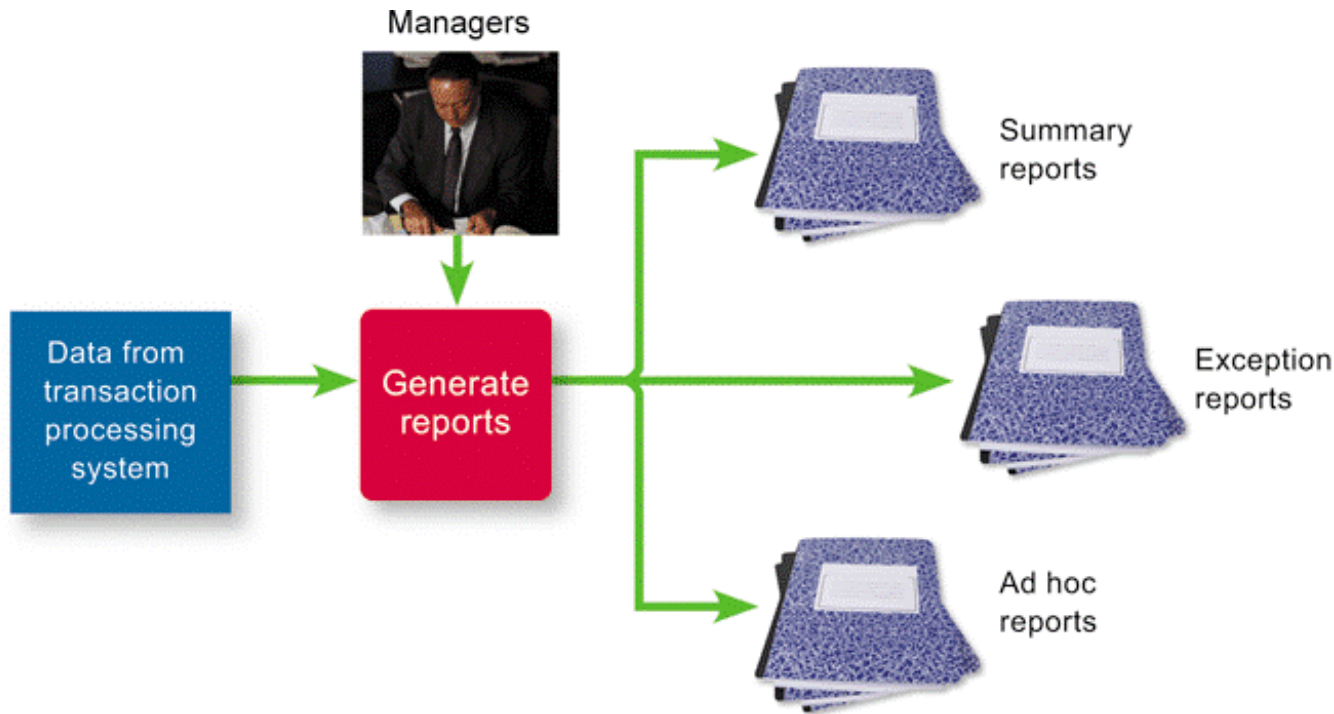 Managers
Data from
transaction
processing
system
Generate
reports
Summary
reports
Exception
reports
Ad hoc
reports